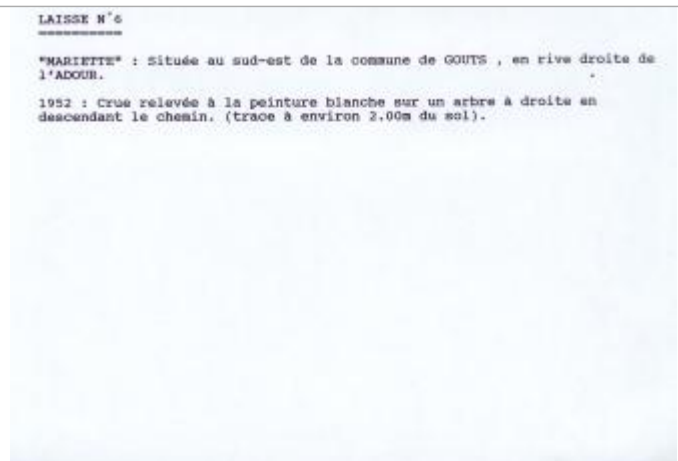 LAISSE N°6
"MARIETTE" : Située au sud-est de la commune de GOUTS , en rive droite de
l'ADOUR.
1952 : Crue relevée à la peinture blanche sur un arbre à droite en
descendant le chemin. (trace à environ 2.00m du sol).